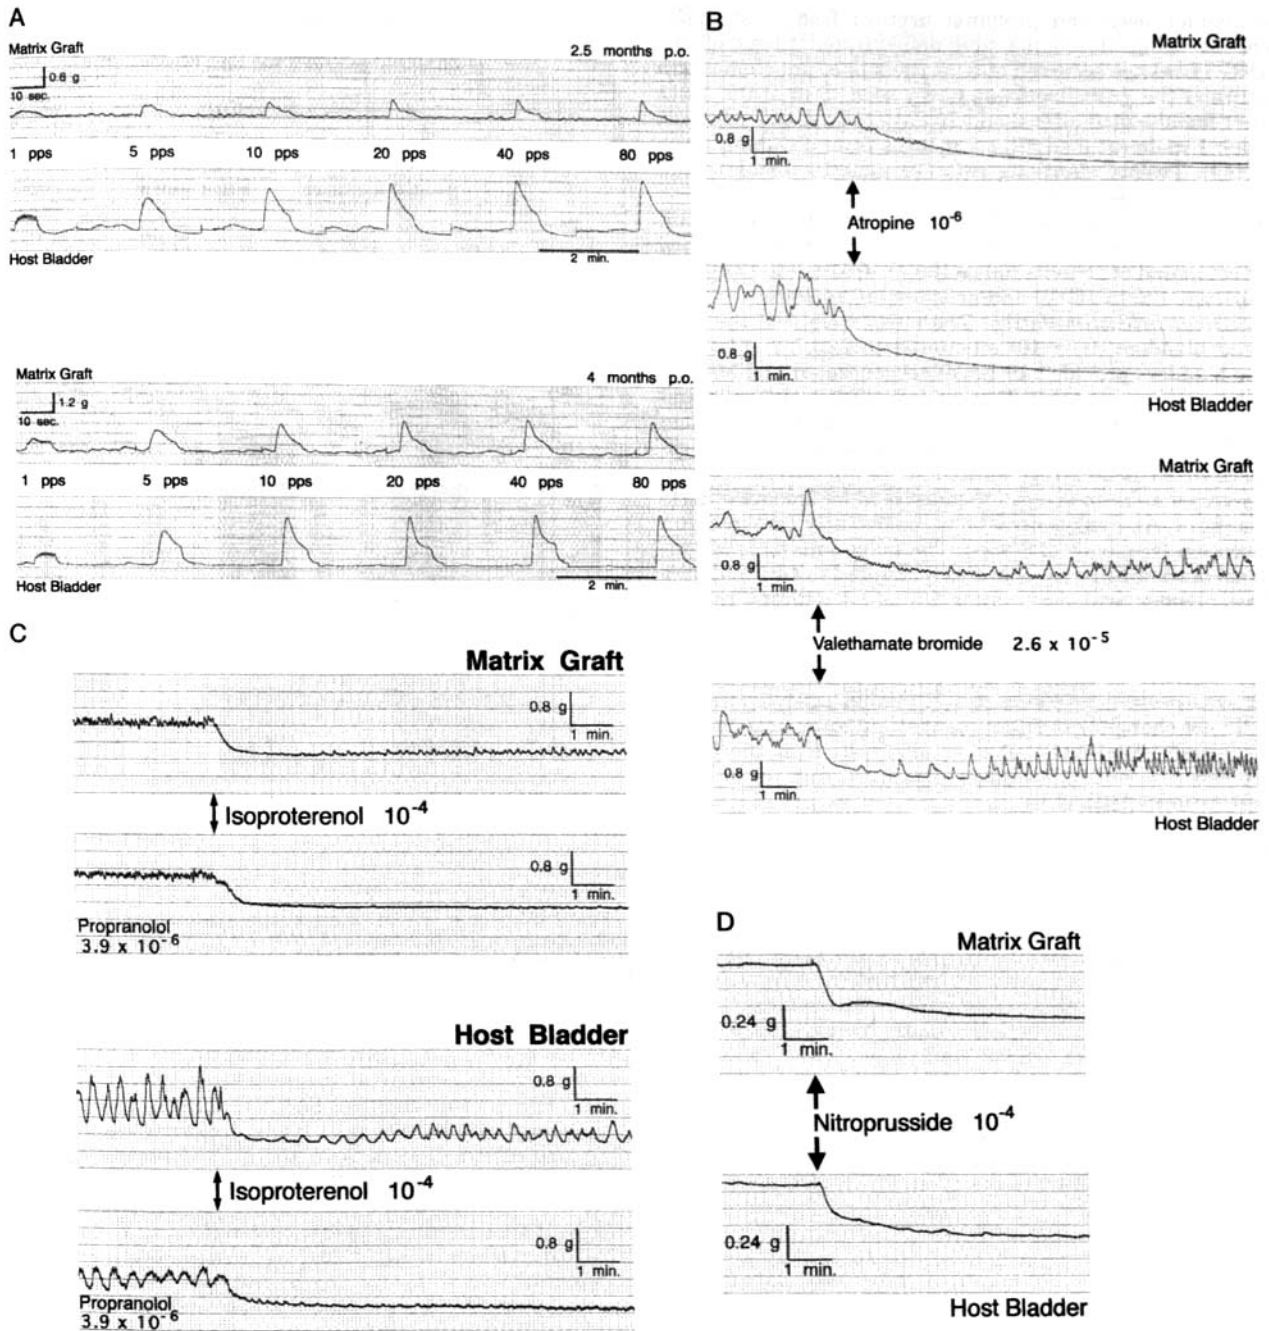 A
Matrix Graft
2.5 months p.o.
0.8 g
10 sec.
1 pps 5 pps 10 pps 20 pps 40 pps 80 pps
Host Bladder
2 min.
Matrix Graft
4 months p.o.
1.2 g
10 sec.
1 pps 5 pps 10 pps 20 pps 40 pps 80 pps
Host Bladder
2 min.
B
Matrix Graft
0.8 g
1 min.
Atropine 10⁻⁶
0.8 g
1 min.
Host Bladder
Matrix Graft
0.8 g
1 min.
Valethamate bromide 2.6 x 10⁻⁵
0.8 g
1 min.
Host Bladder
C
Matrix Graft
0.8 g
1 min.
Isoproterenol 10⁻⁴
0.8 g
1 min.
Propranolol
3.9 x 10⁻⁶
Host Bladder
0.8 g
1 min.
Isoproterenol 10⁻⁴
0.8 g
1 min.
Propranolol
3.9 x 10⁻⁶
D
Matrix Graft
0.24 g
1 min.
Nitroprusside 10⁻⁴
0.24 g
1 min.
Host Bladder